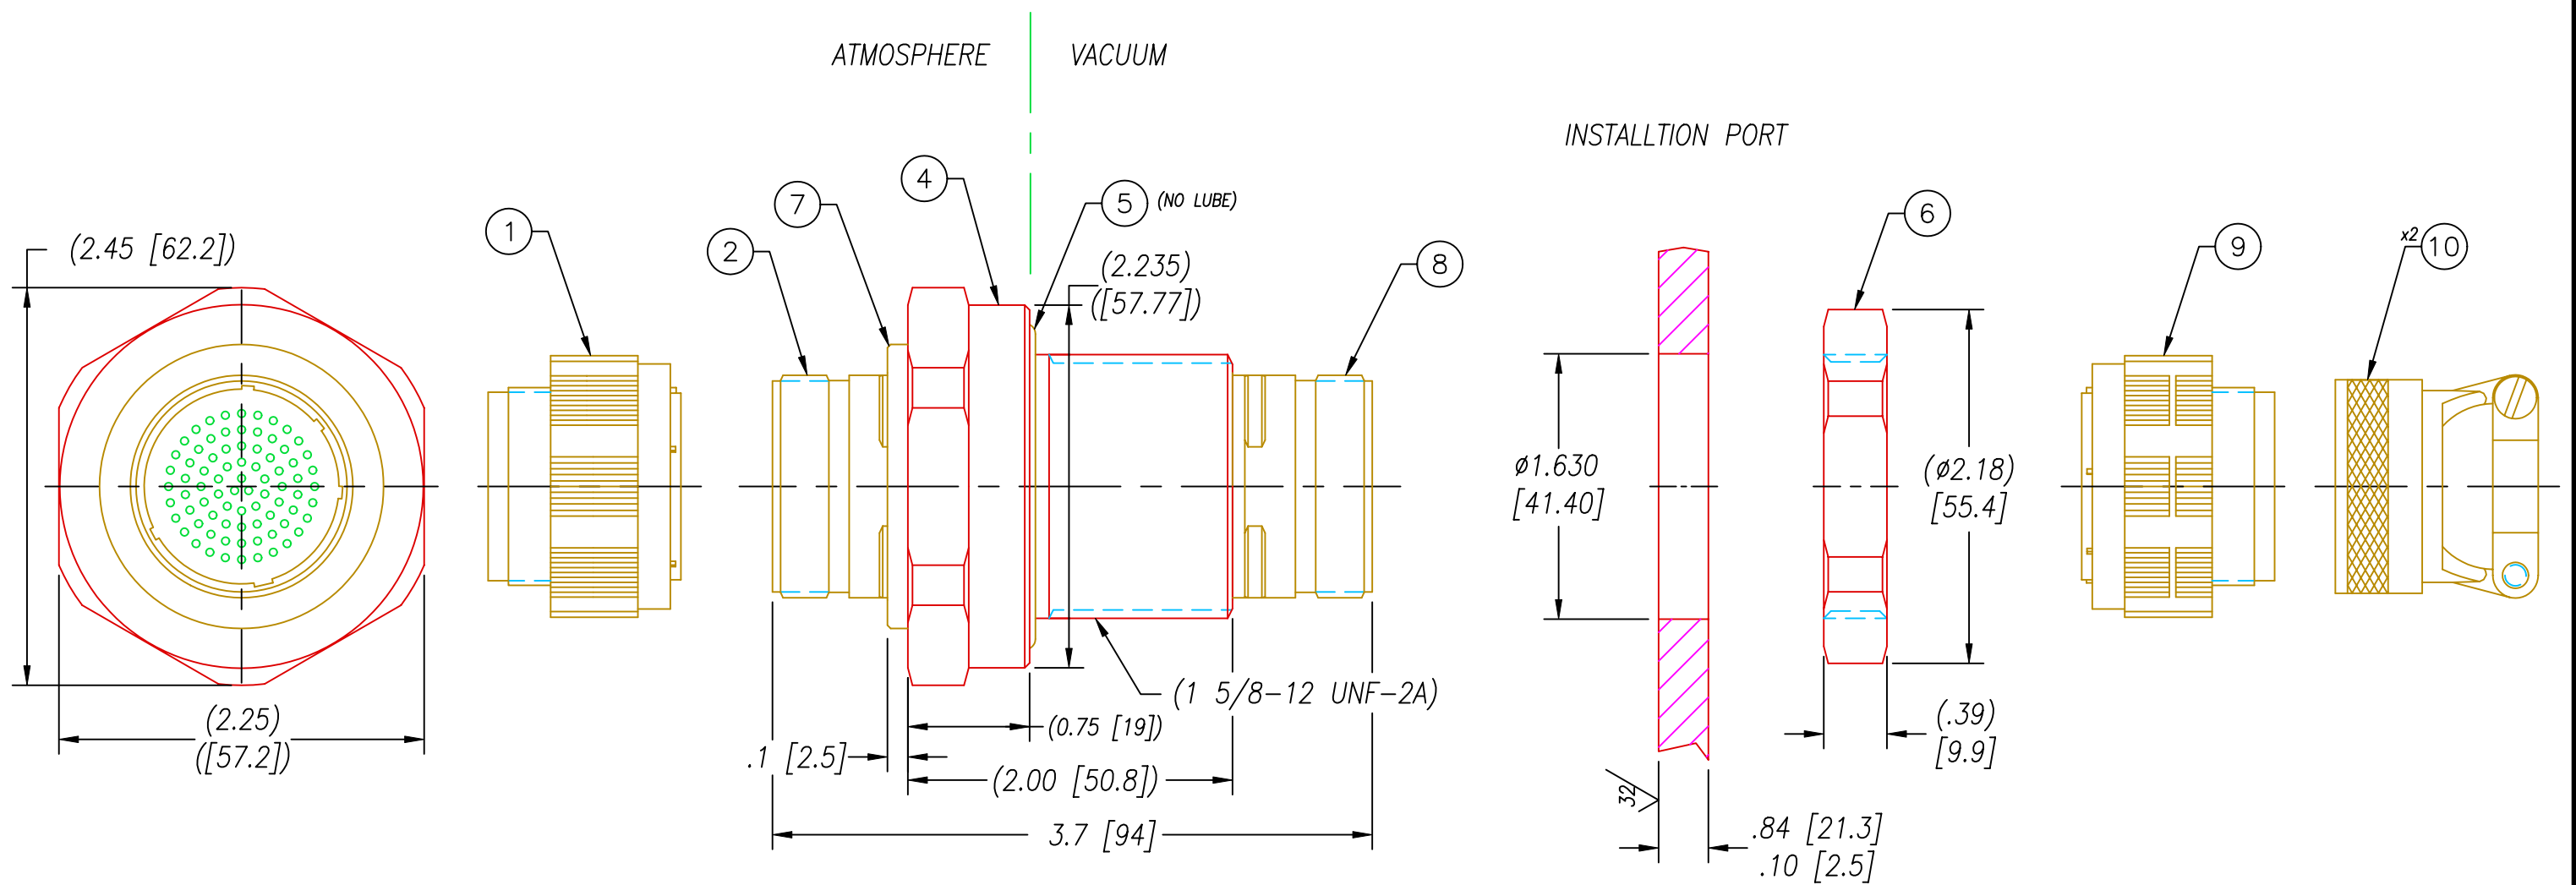 ATMOSPHERE
VACUUM
INSTALLTION PORT
(2.45 [62.2])
1
2
7
4
5 (NO LUBE)
(2.235)
([57.77])
8
6
9
x2 10
ø1.630
[41.40]
(ø2.18)
[55.4]
(2.25)
([57.2])
(1 5/8-12 UNF-2A)
(0.75 [19])
.1 [2.5]
(2.00 [50.8])
3.7 [94]
32
(.39)
[9.9]
.84 [21.3]
.10 [2.5]